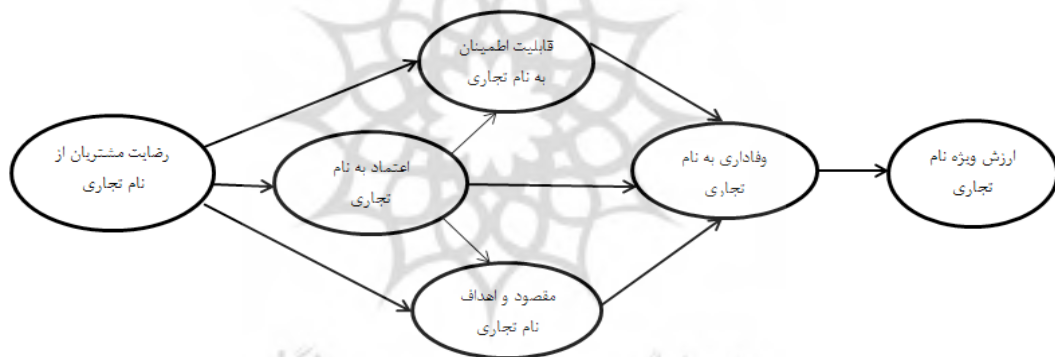 قابلیت اطمینان
به نام تجاری
رضایت مشتریان از
نام تجاری
اعتماد به نام
تجاری
وفاداری به نام
تجاری
ارزش ویژه نام
تجاری
مقصود و اهداف
نام تجاری